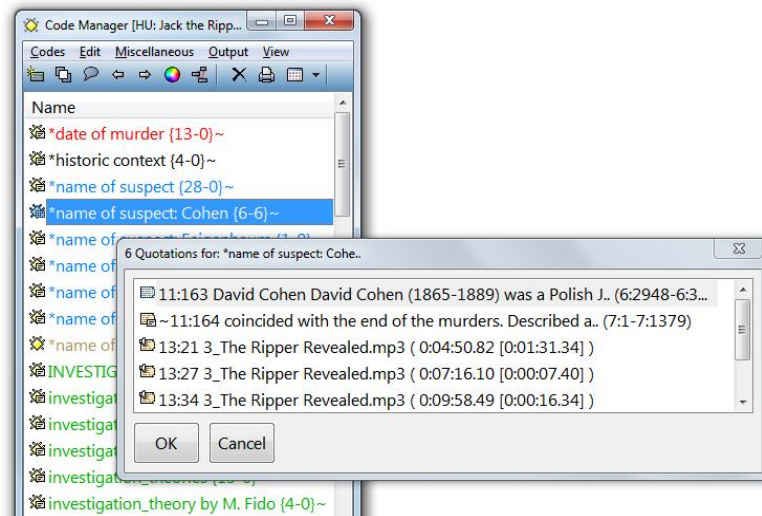 Code Manager [HU: Jack the Ripp...
Codes Edit Miscellaneous Output View
Name
*date of murder {13-0}~
*historic context {4-0}~
*name of suspect {28-0}~
*name of suspect: Cohen {6-6}~
*name of
*name of
*name of
*name of
*name of
INVESTIG
investigat
investigat
investigat
investigation_theory by M. Fido {4-0}~
6 Quotations for: *name of suspect: Cohe..
11:163 David Cohen David Cohen (1865-1889) was a Polish J.. (6:2948-6:3...
~11:164 coincided with the end of the murders. Described a.. (7:1-7:1379)
13:21 3_The Ripper Revealed.mp3 ( 0:04:50.82 [0:01:31.34] )
13:27 3_The Ripper Revealed.mp3 ( 0:07:16.10 [0:00:07.40] )
13:34 3_The Ripper Revealed.mp3 ( 0:09:58.49 [0:00:16.34] )
OK Cancel